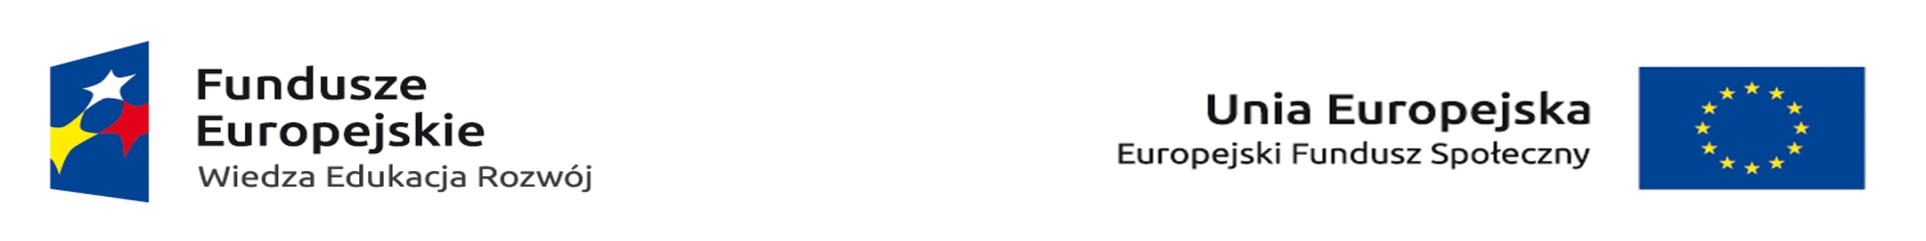 Fundusze
Europejskie
Wiedza Edukacja Rozwój
Unia Europejska
Europejski Fundusz Społeczny